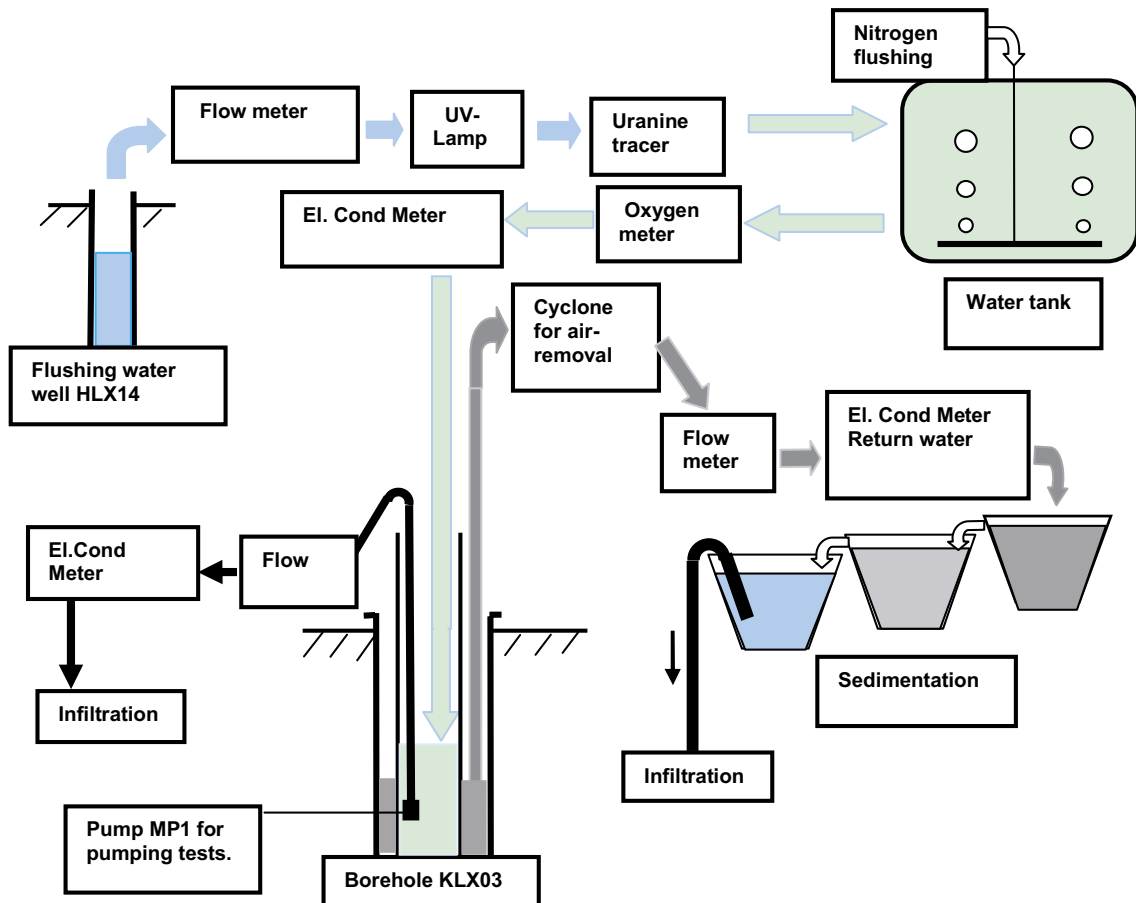 Nitrogen
flushing
Flow meter
UV-
Lamp
Uranine
tracer
El. Cond Meter
Oxygen
meter
Water tank
Cyclone
for air-
removal
Flushing water
well HLX14
Flow
meter
El. Cond Meter
Return water
El.Cond
Meter
Flow
Sedimentation
Infiltration
Infiltration
Pump MP1 for
pumping tests.
Borehole KLX03